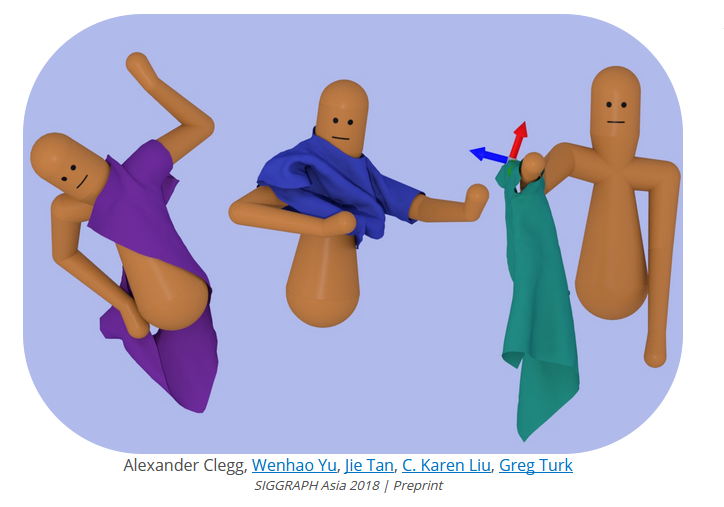 Alexander Clegg, Wenhao Yu, Jie Tan, C. Karen Liu, Greg Turk
SIGGRAPH Asia 2018 | Preprint